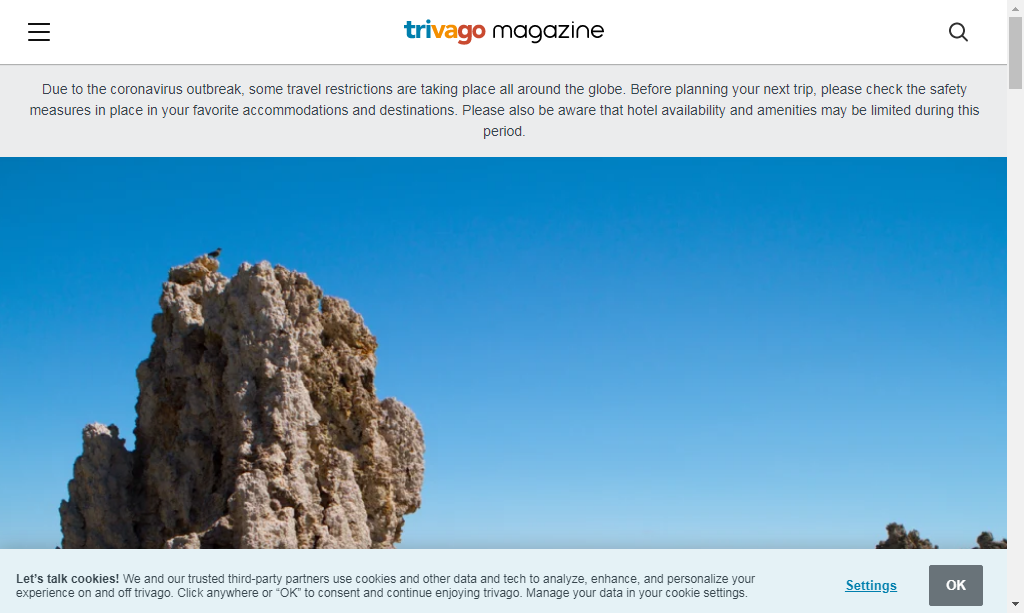 trivago magazine
Due to the coronavirus outbreak, some travel restrictions are taking place all around the globe. Before planning your next trip, please check the safety
measures in place in your favorite accommodations and destinations. Please also be aware that hotel availability and amenities may be limited during this
period.
Let's talk cookies! We and our trusted third-party partners use cookies and other data and tech to analyze, enhance, and personalize your
experience on and off trivago. Click anywhere or “OK” to consent and continue enjoying trivago. Manage your data in your cookie settings.
Settings
OK